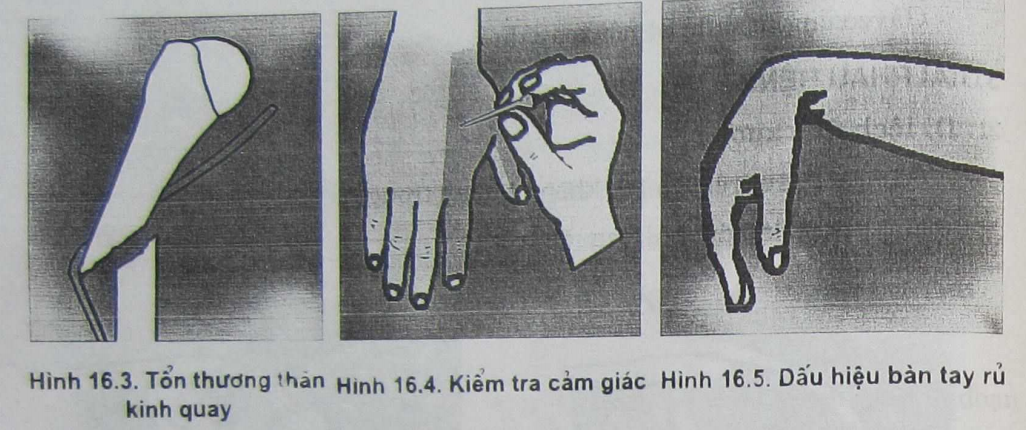 Hình 16.3. Tổn thương thần kinh quay
Hình 16.4. Kiểm tra cảm giác
Hình 16.5. Dấu hiệu bàn tay rủ